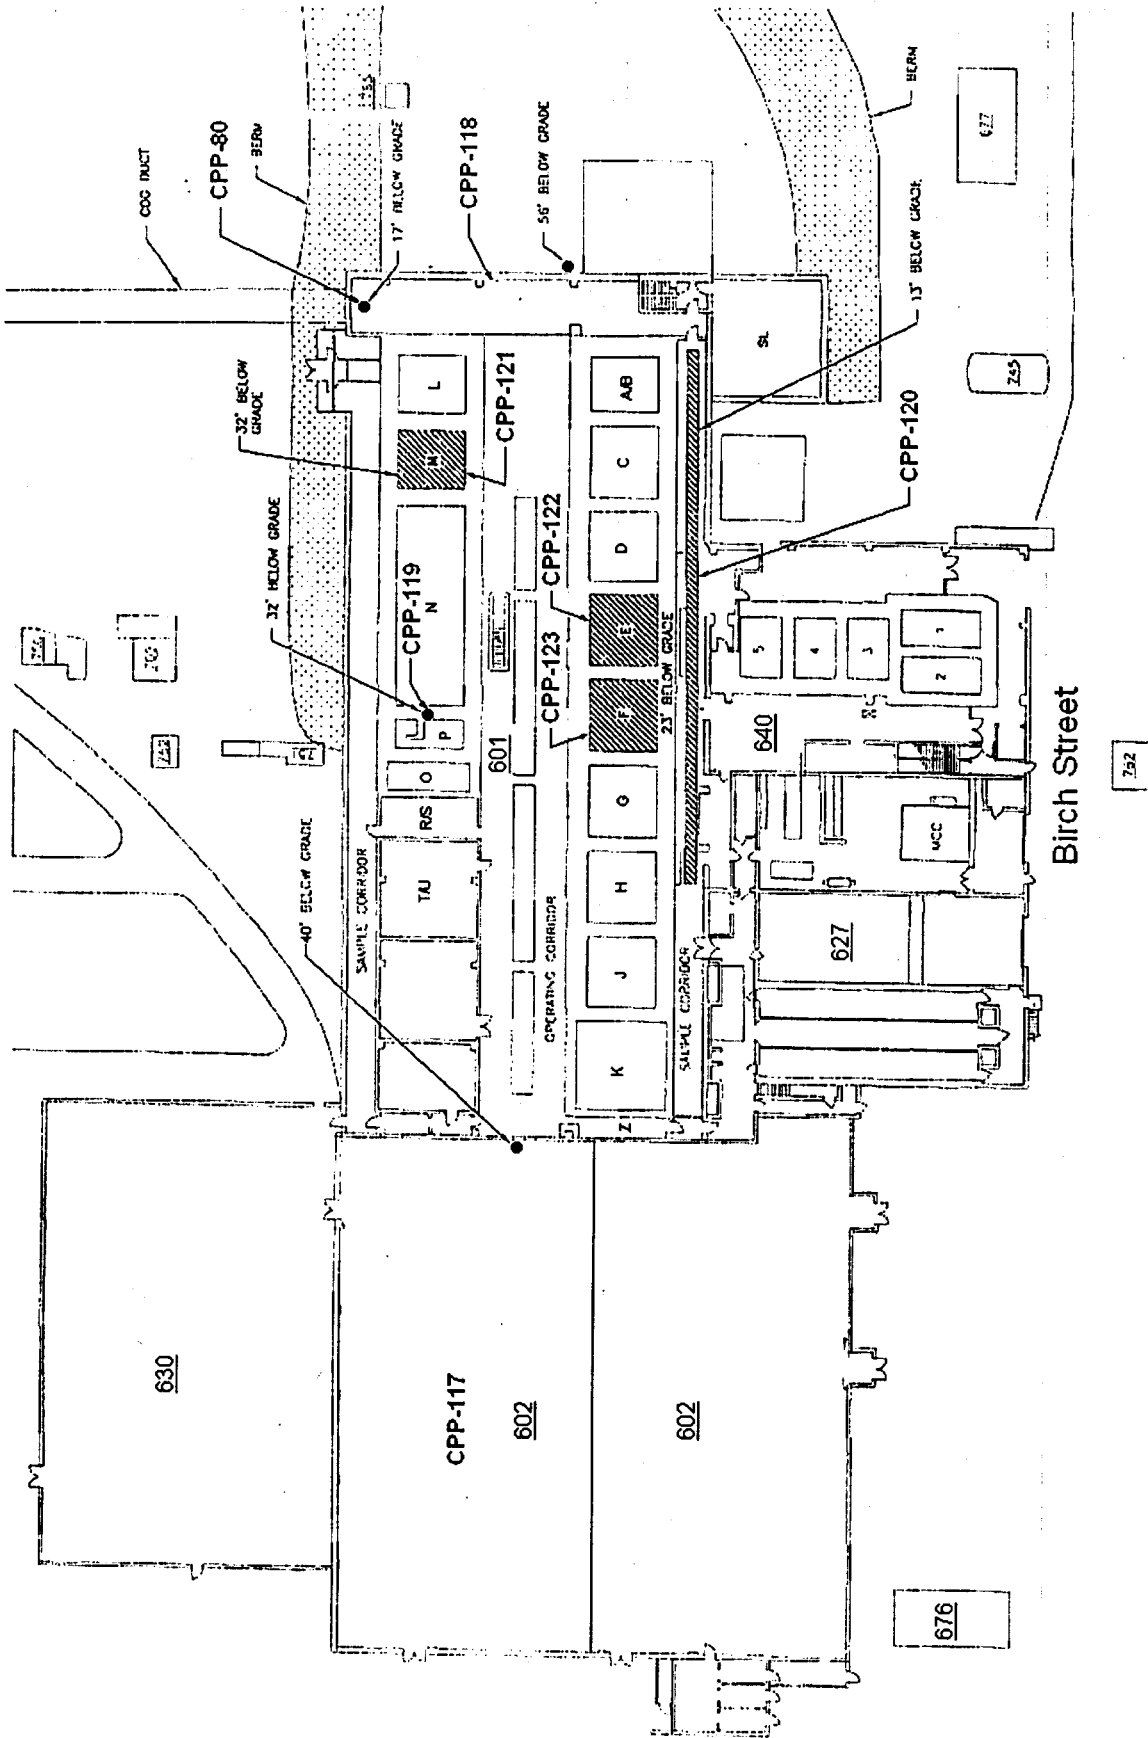 COG DUCT
CPP-80
BERM
17' BELOW GRADE
CPP-118
56' BELOW GRADE
BERM
677
32' BELOW
GRADE
L
M
CPP-121
A/B
SL
13' BELOW GRADE
745
32' BELOW GRADE
CPP-119
N
C
D
CPP-122
E
CPP-120
CPP-123
F
23' BELOW GRADE
P
601
O
R/S
T/U
G
H
J
K
Z
SAMPLE CORRIDOR
OPERATING CORRIDOR
SAMPLE CORRIDOR
40' BELOW GRADE
5
4
3
1
2
640
MCC
627
Birch Street
762
630
CPP-117
602
602
676